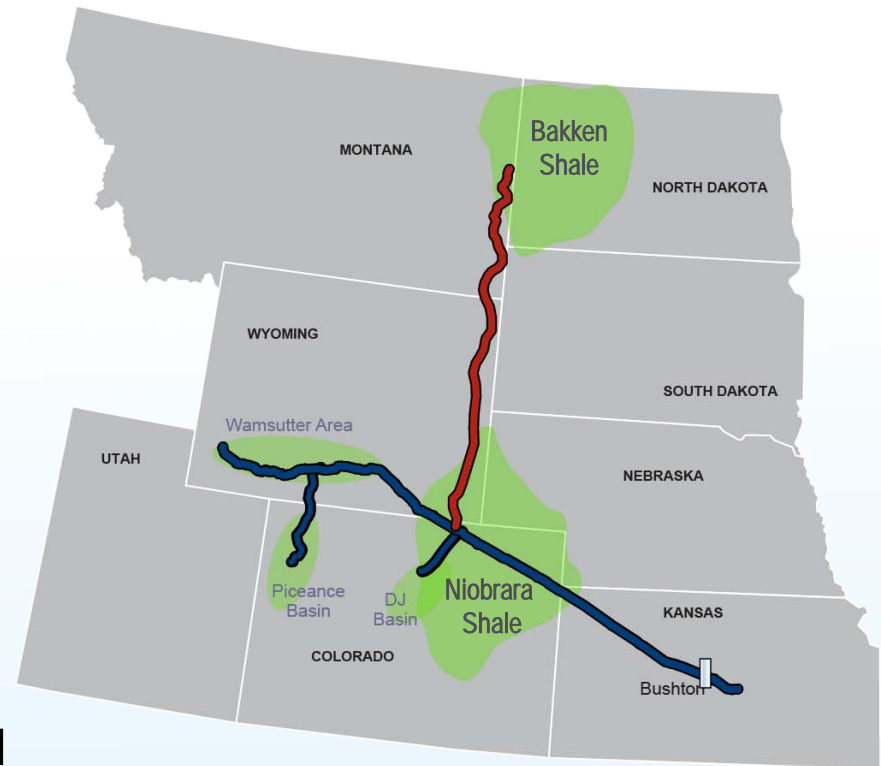 Bakken
Shale
MONTANA
NORTH DAKOTA
WYOMING
SOUTH DAKOTA
Wamsutter Area
UTAH
NEBRASKA
Piceance
Basin
DJ
Basin
Niobrara
Shale
KANSAS
COLORADO
Bushton